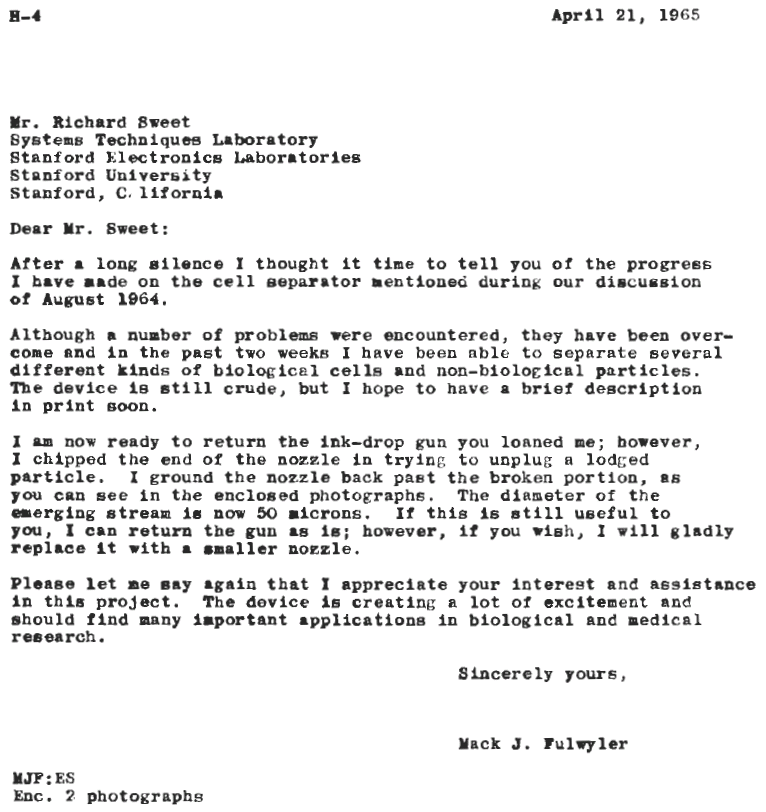 H-4 April 21, 1965
Mr. Richard Sweet
Systems Techniques Laboratory
Stanford Electronics Laboratories
Stanford University
Stanford, C lifornia
Dear Mr. Sweet:
After a long silence I thought it time to tell you of the progress
I have made on the cell separator mentioned during our discussion
of August 1964.
Although a number of problems were encountered, they have been over-
come and in the past two weeks I have been able to separate several
different kinds of biological cells and non-biological particles.
The device is still crude, but I hope to have a brief description
in print soon.
I am now ready to return the ink-drop gun you loaned me; however,
I chipped the end of the nozzle in trying to unplug a lodged
particle. I ground the nozzle back past the broken portion, as
you can see in the enclosed photographs. The diameter of the
emerging stream is now 50 microns. If this is still useful to
you, I can return the gun as is; however, if you wish, I will gladly
replace it with a smaller nozzle.
Please let me say again that I appreciate your interest and assistance
in this project. The device is creating a lot of excitement and
should find many important applications in biological and medical
research.
Sincerely yours,
Mack J. Fulwyler
MJF:ES
Enc. 2 photographs